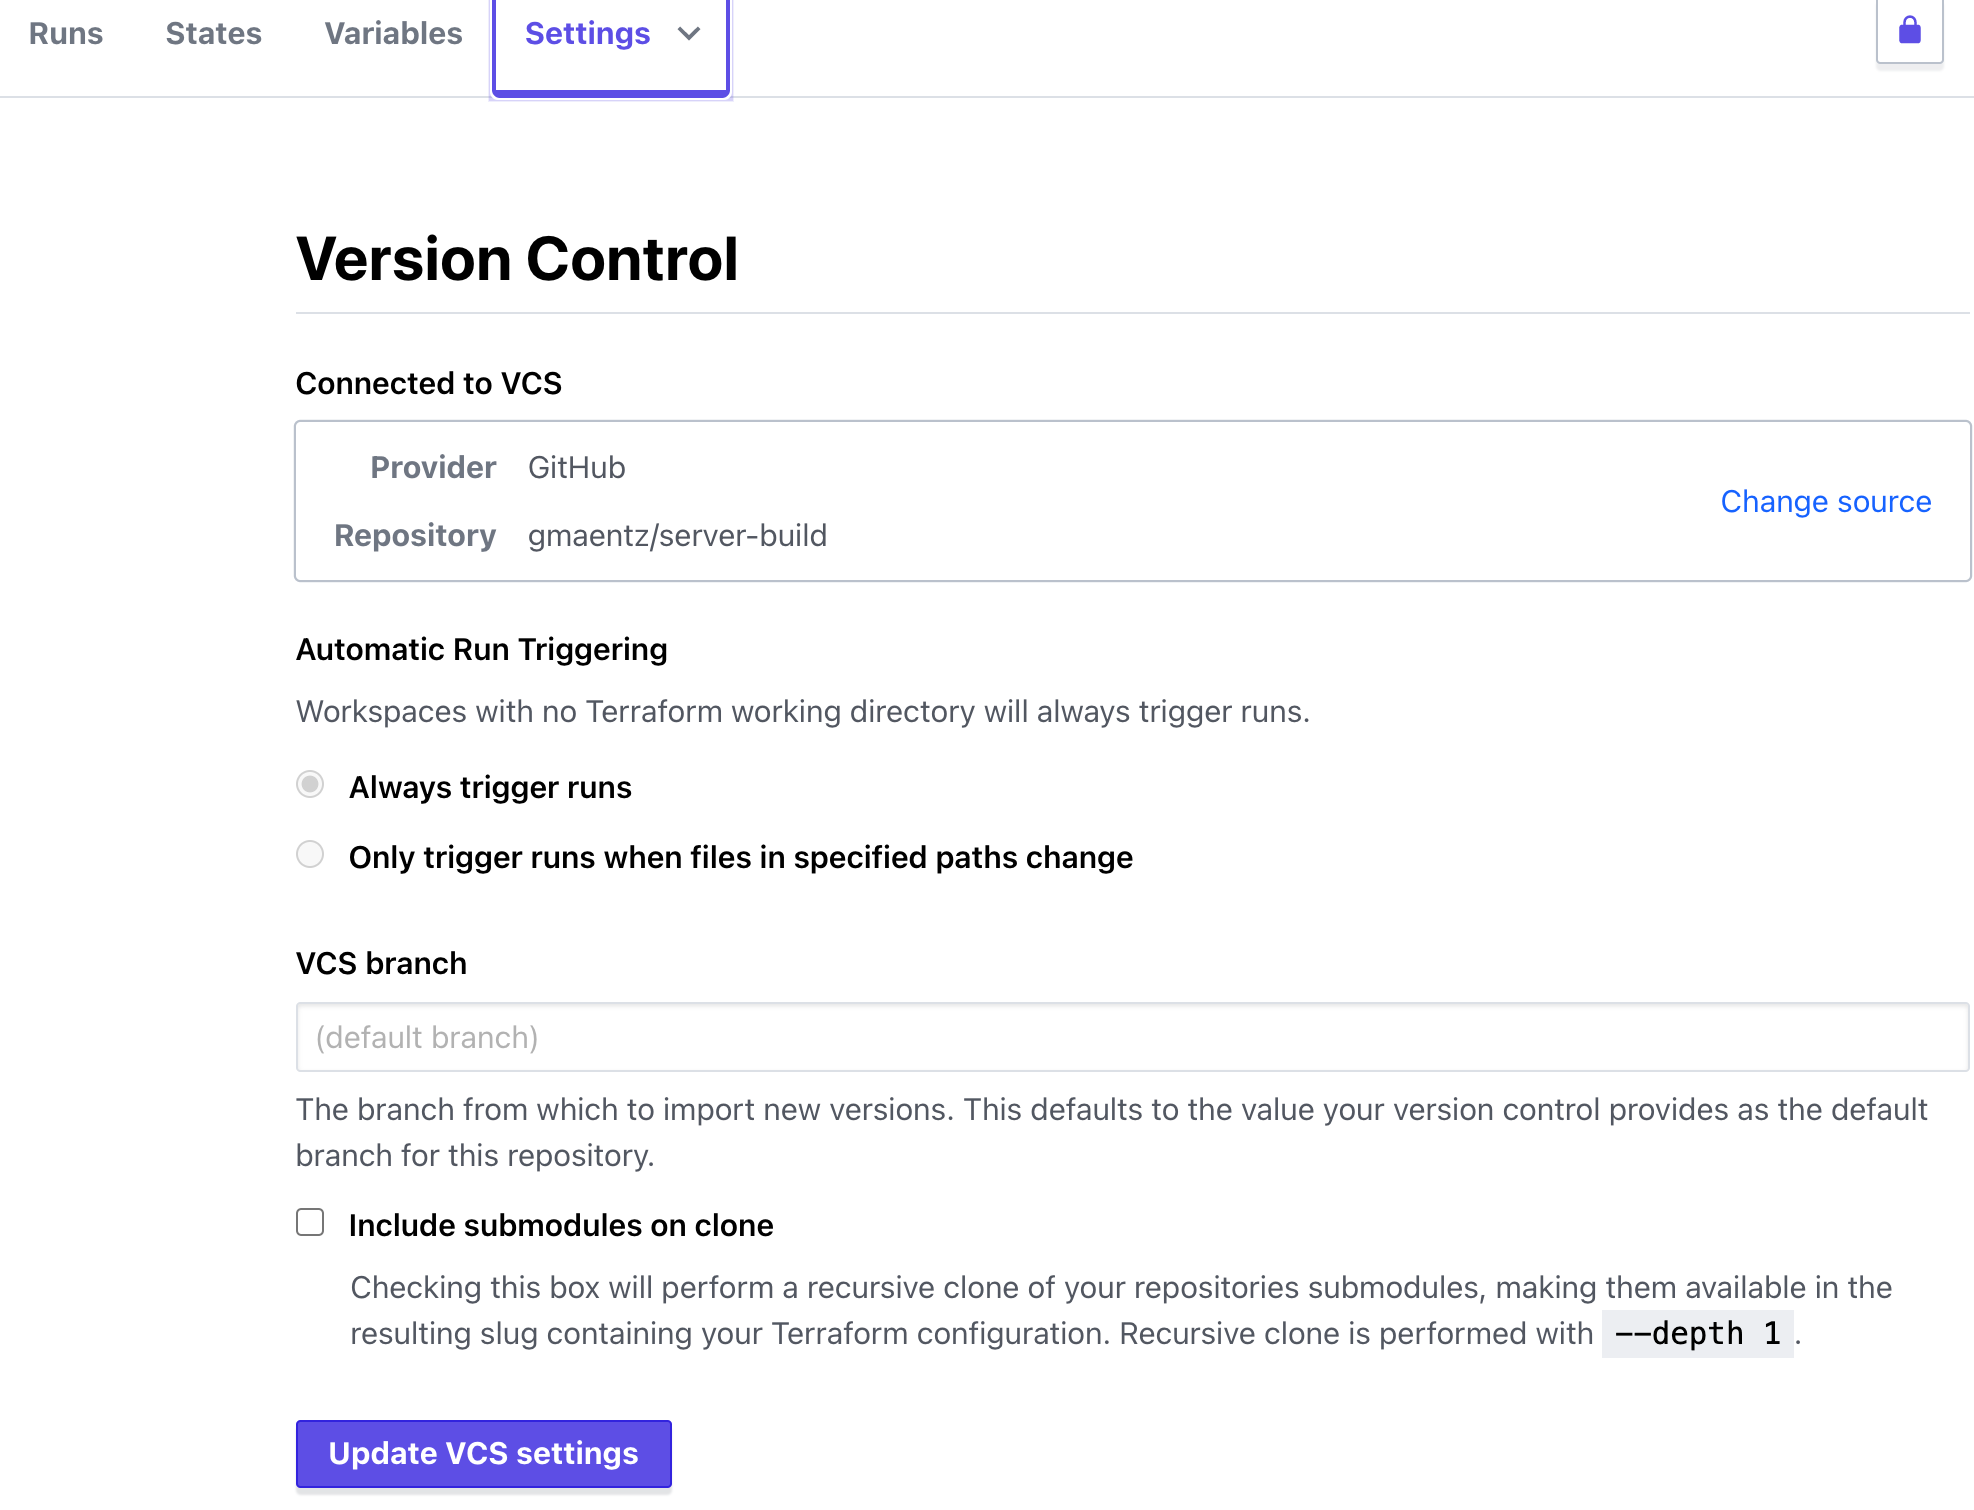 Runs States Variables Settings
Version Control
Connected to VCS
Provider GitHub
Change source
Repository gmaentz/server-build
Automatic Run Triggering
Workspaces with no Terraform working directory will always trigger runs.
Always trigger runs
Only trigger runs when files in specified paths change
VCS branch
(default branch)
The branch from which to import new versions. This defaults to the value your version control provides as the default
branch for this repository.
Include submodules on clone
Checking this box will perform a recursive clone of your repositories submodules, making them available in the
resulting slug containing your Terraform configuration. Recursive clone is performed with --depth 1.
Update VCS settings